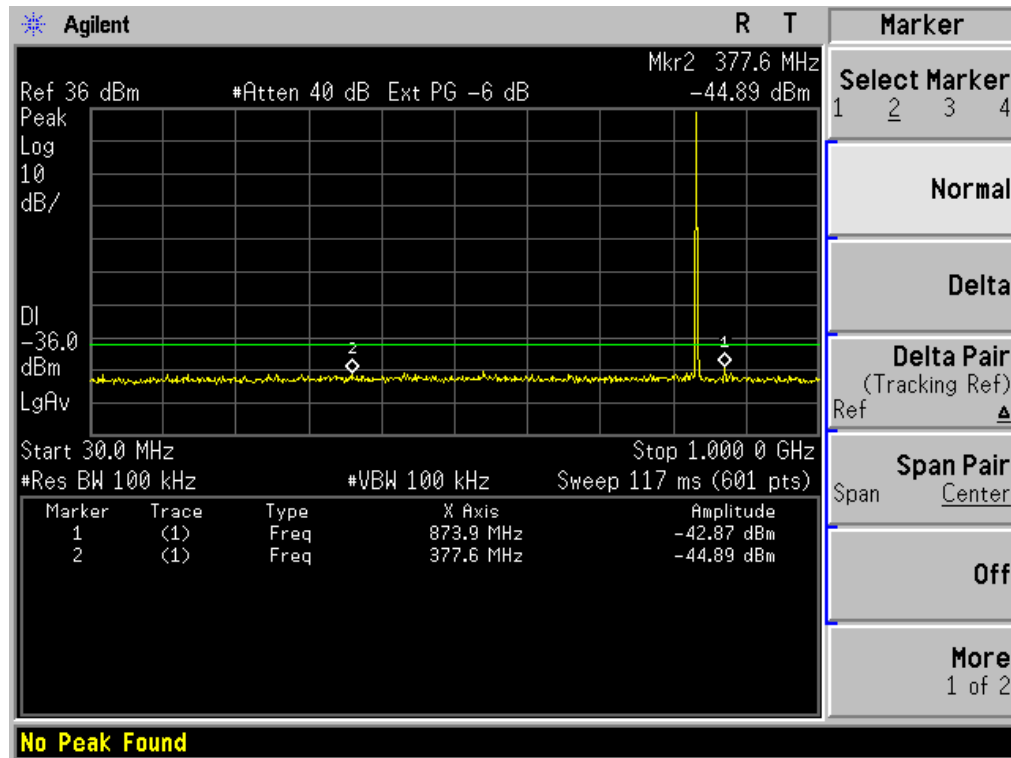 Agilent R T
Mkr2 377.6 MHz
Ref 36 dBm #Atten 40 dB Ext PG -6 dB -44.89 dBm
Peak
Log
10
dB/
DI
-36.0
dBm
LgAv
2
1
Start 30.0 MHz Stop 1.000 0 GHz
#Res BW 100 kHz #VBW 100 kHz Sweep 117 ms (601 pts)
Marker Trace Type X Axis Amplitude
1 (1) Freq 873.9 MHz -42.87 dBm
2 (1) Freq 377.6 MHz -44.89 dBm
No Peak Found
Marker
Select Marker
1 2 3 4
Normal
Delta
Delta Pair
(Tracking Ref)
Ref Δ
Span Pair
Span Center
Off
More
1 of 2